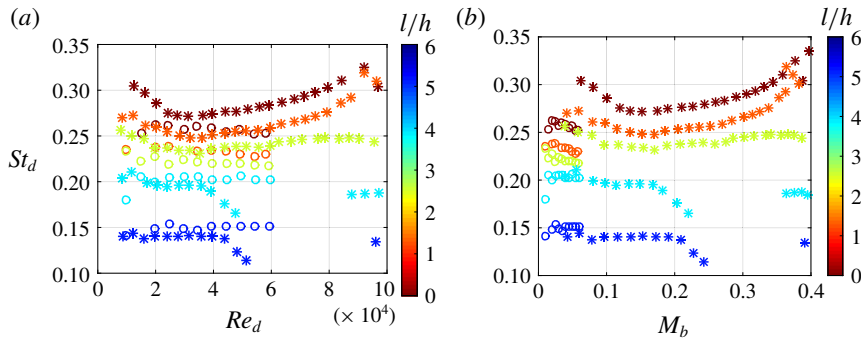 (a) l/h (b) l/h
0.35 6 0.35 6
0.30 5 0.30 5
0.25 4 0.25 4
St_d 3 3
0.20 2 0.20 2
0.15 1 0.15 1
0.10 0 0.10 0
0 2 4 6 8 10 0 0.1 0.2 0.3 0.4
Re_d (× 10^4) M_b